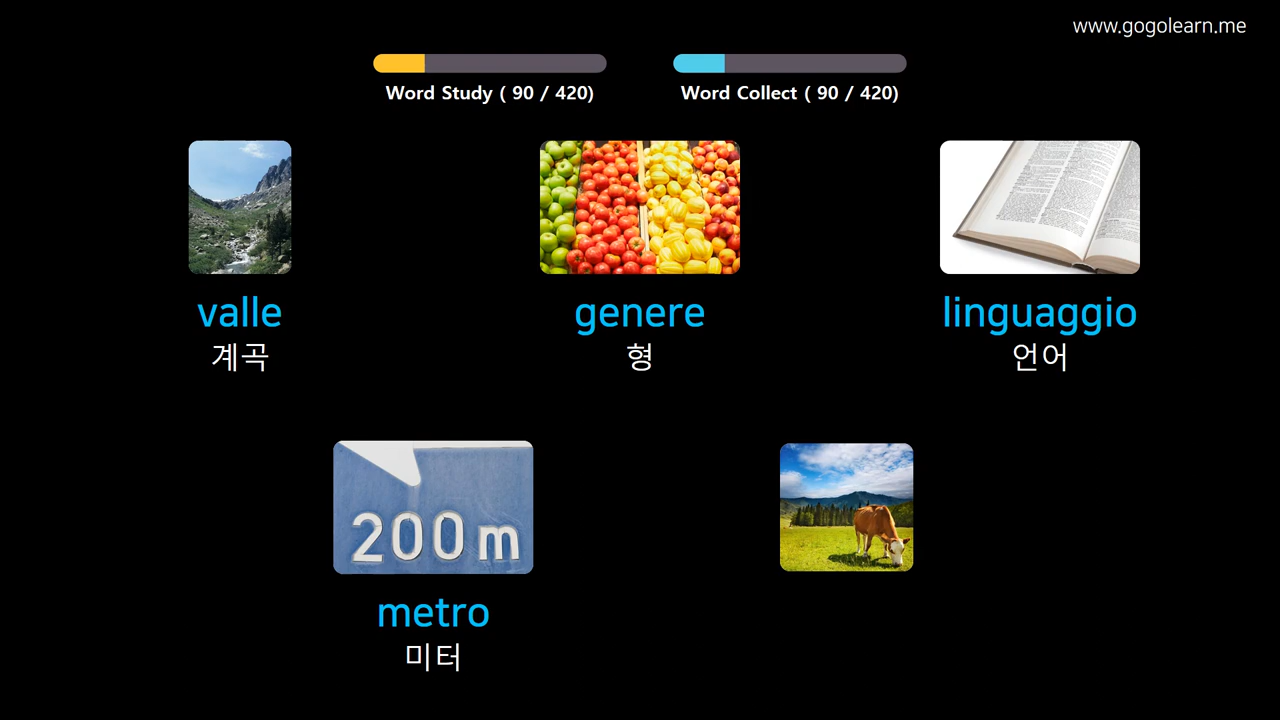 www.gogolearn.me
Word Study ( 90 / 420)
Word Collect ( 90 / 420)
valle
형
genere
계곡
linguaggio
언어
200 m
metro
미터